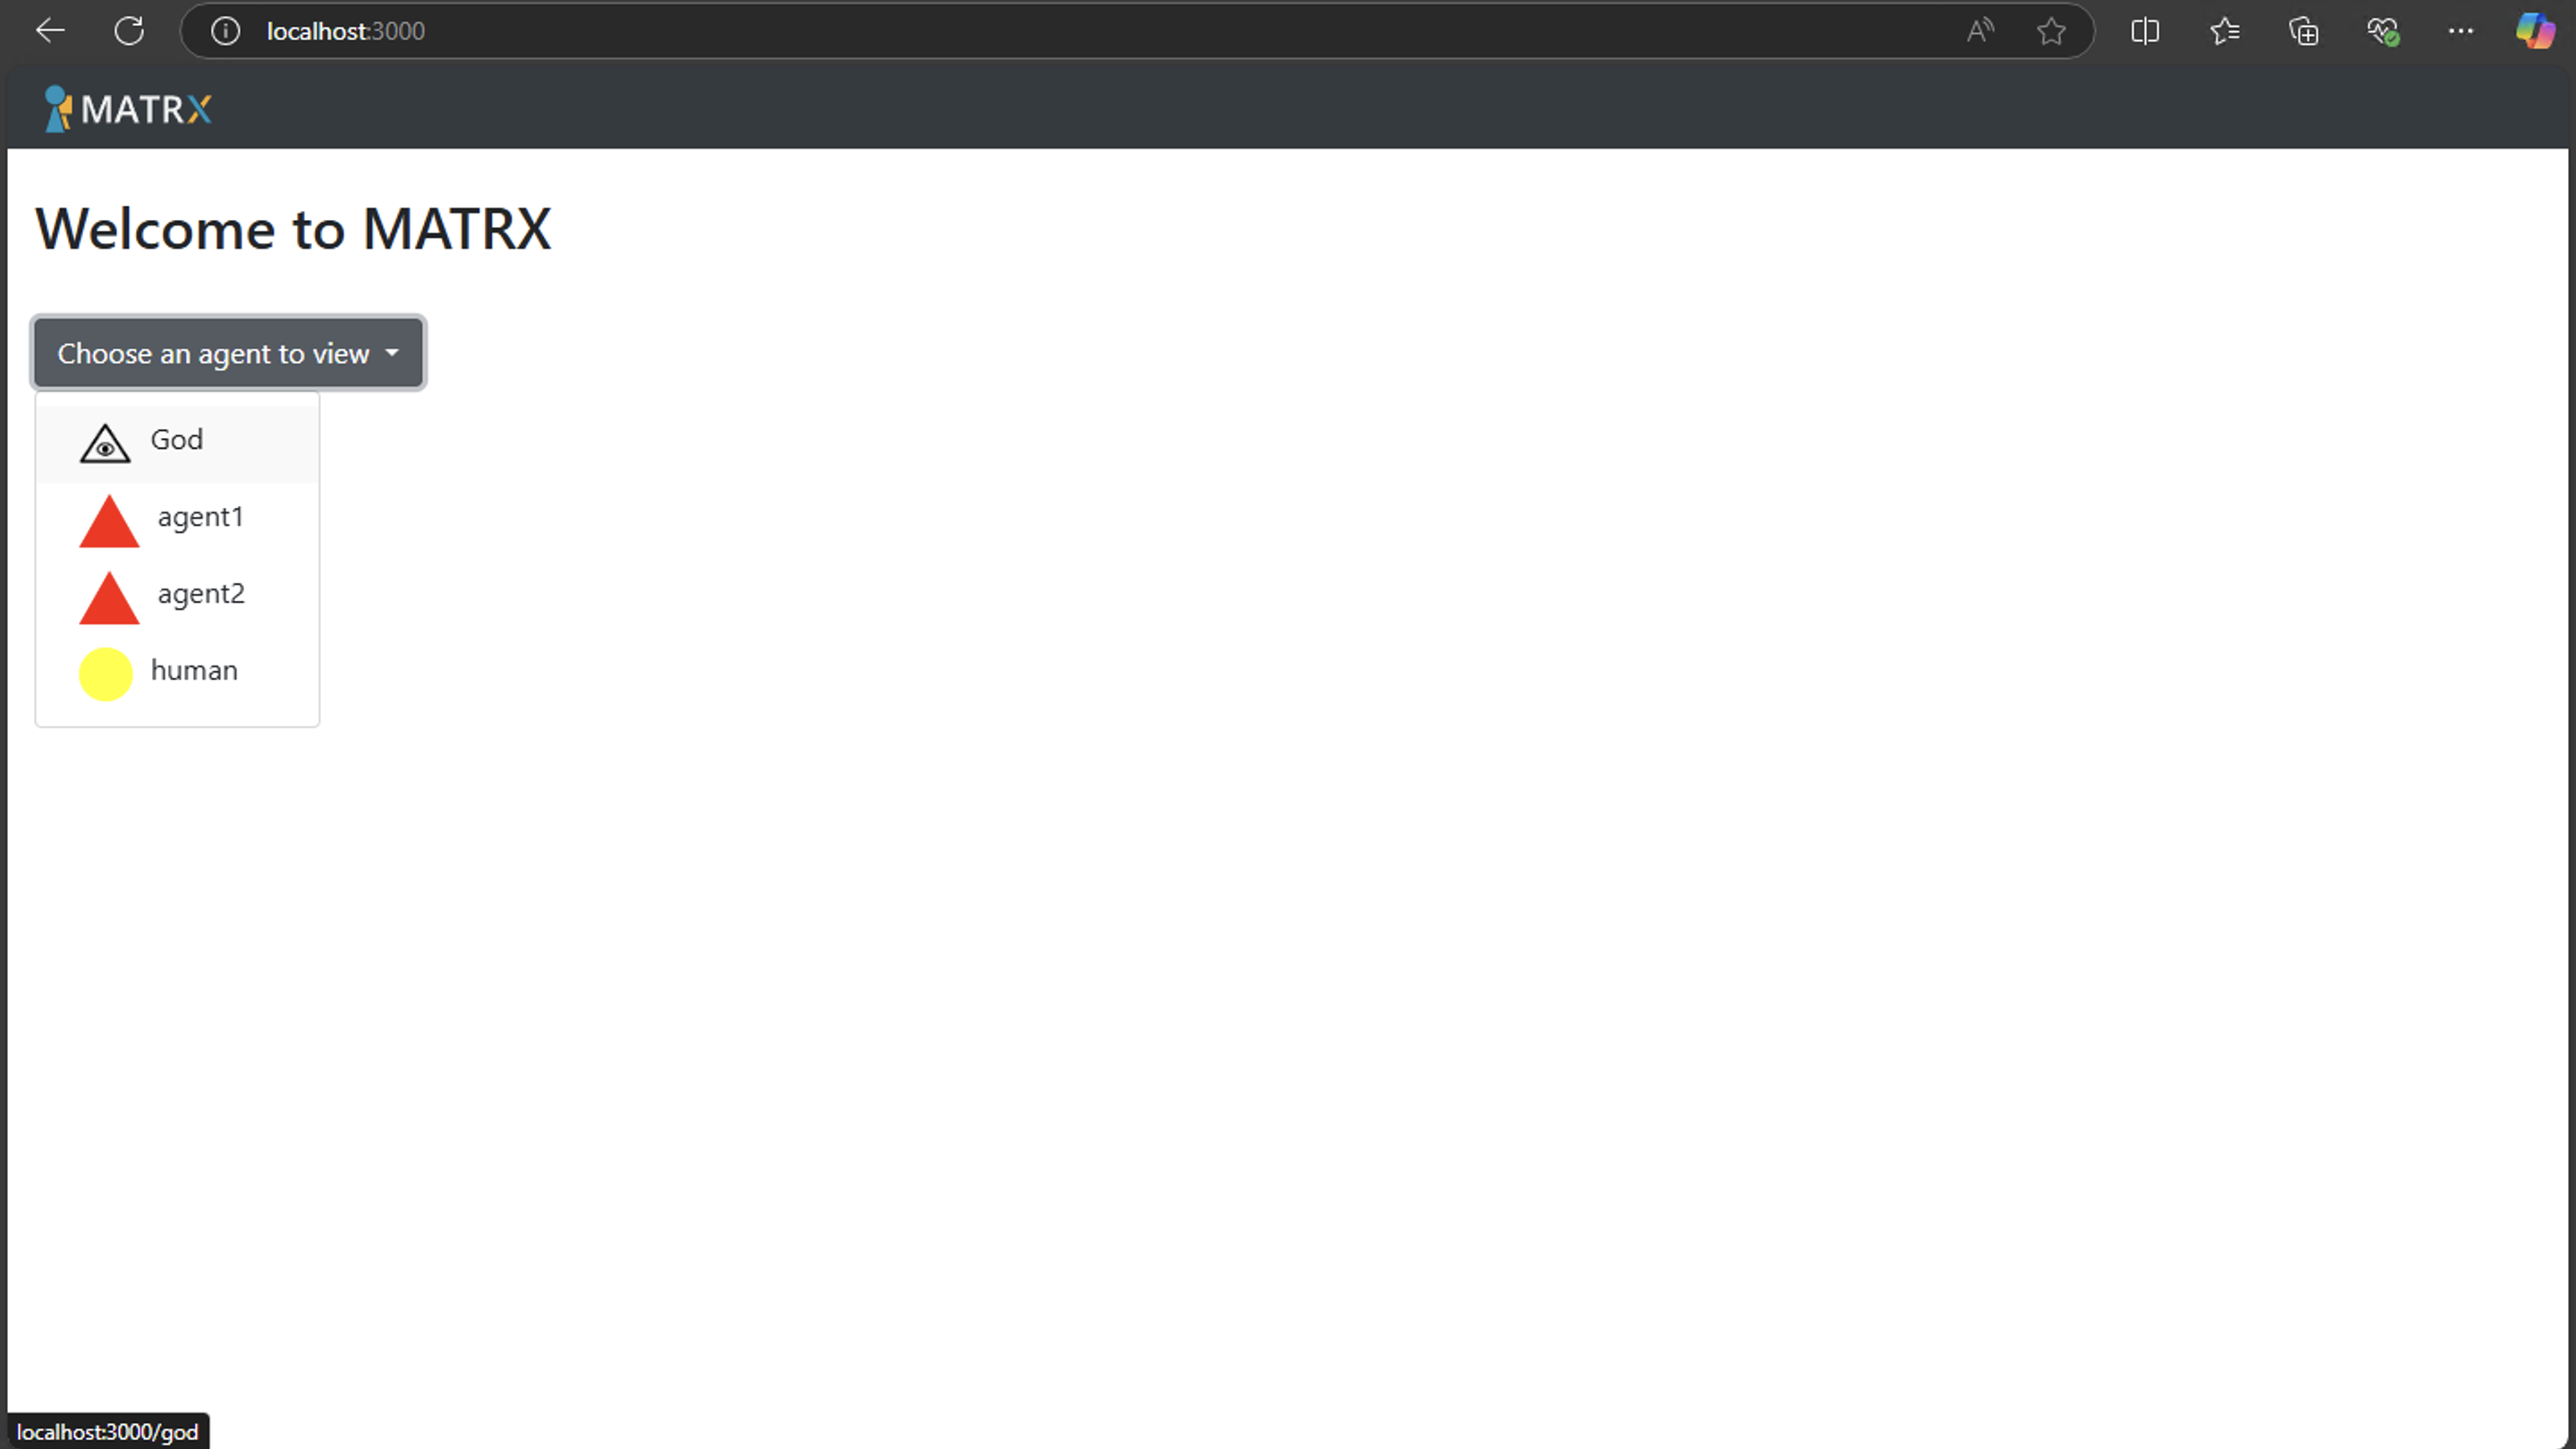 localhost:3000
MATRX
Welcome to MATRX
Choose an agent to view
God
agent1
agent2
human
localhost:3000/god